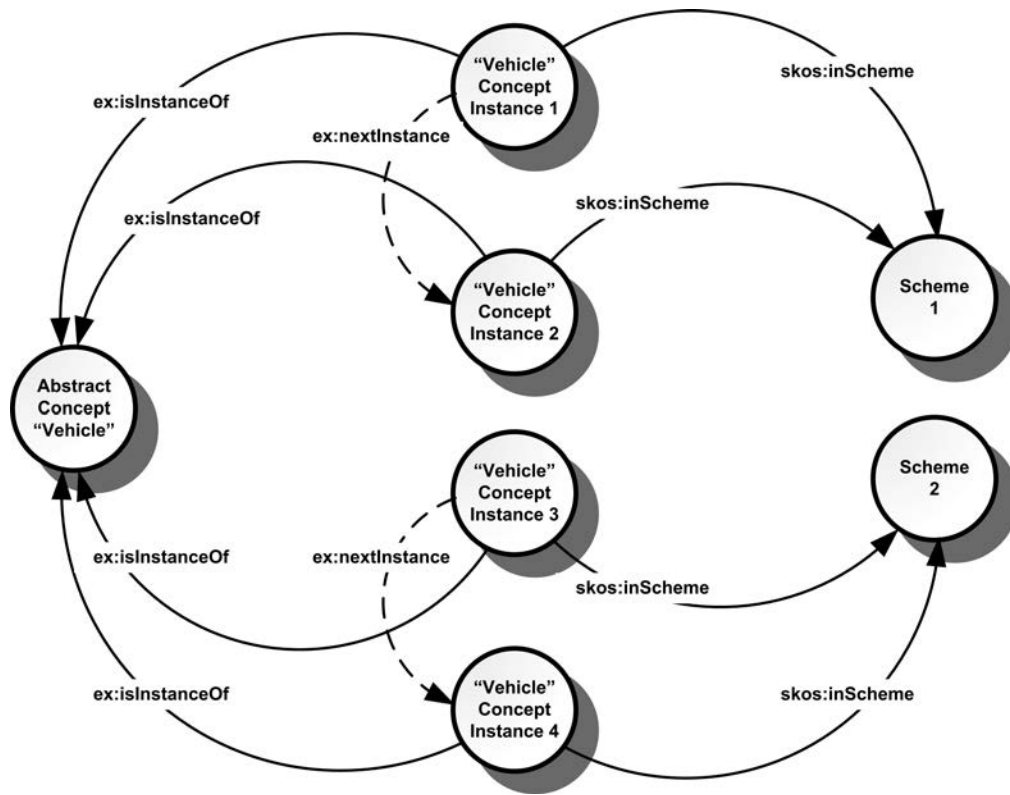 “Vehicle”
Concept
Instance 1
skos:inScheme
ex:isInstanceOf
ex:nextInstance
ex:isInstanceOf
skos:inScheme
“Vehicle”
Concept
Instance 2
Scheme
1
Abstract
Concept
“Vehicle”
“Vehicle”
Concept
Instance 3
Scheme
2
ex:isInstanceOf
ex:nextInstance
skos:inScheme
ex:isInstanceOf
“Vehicle”
Concept
Instance 4
skos:inScheme